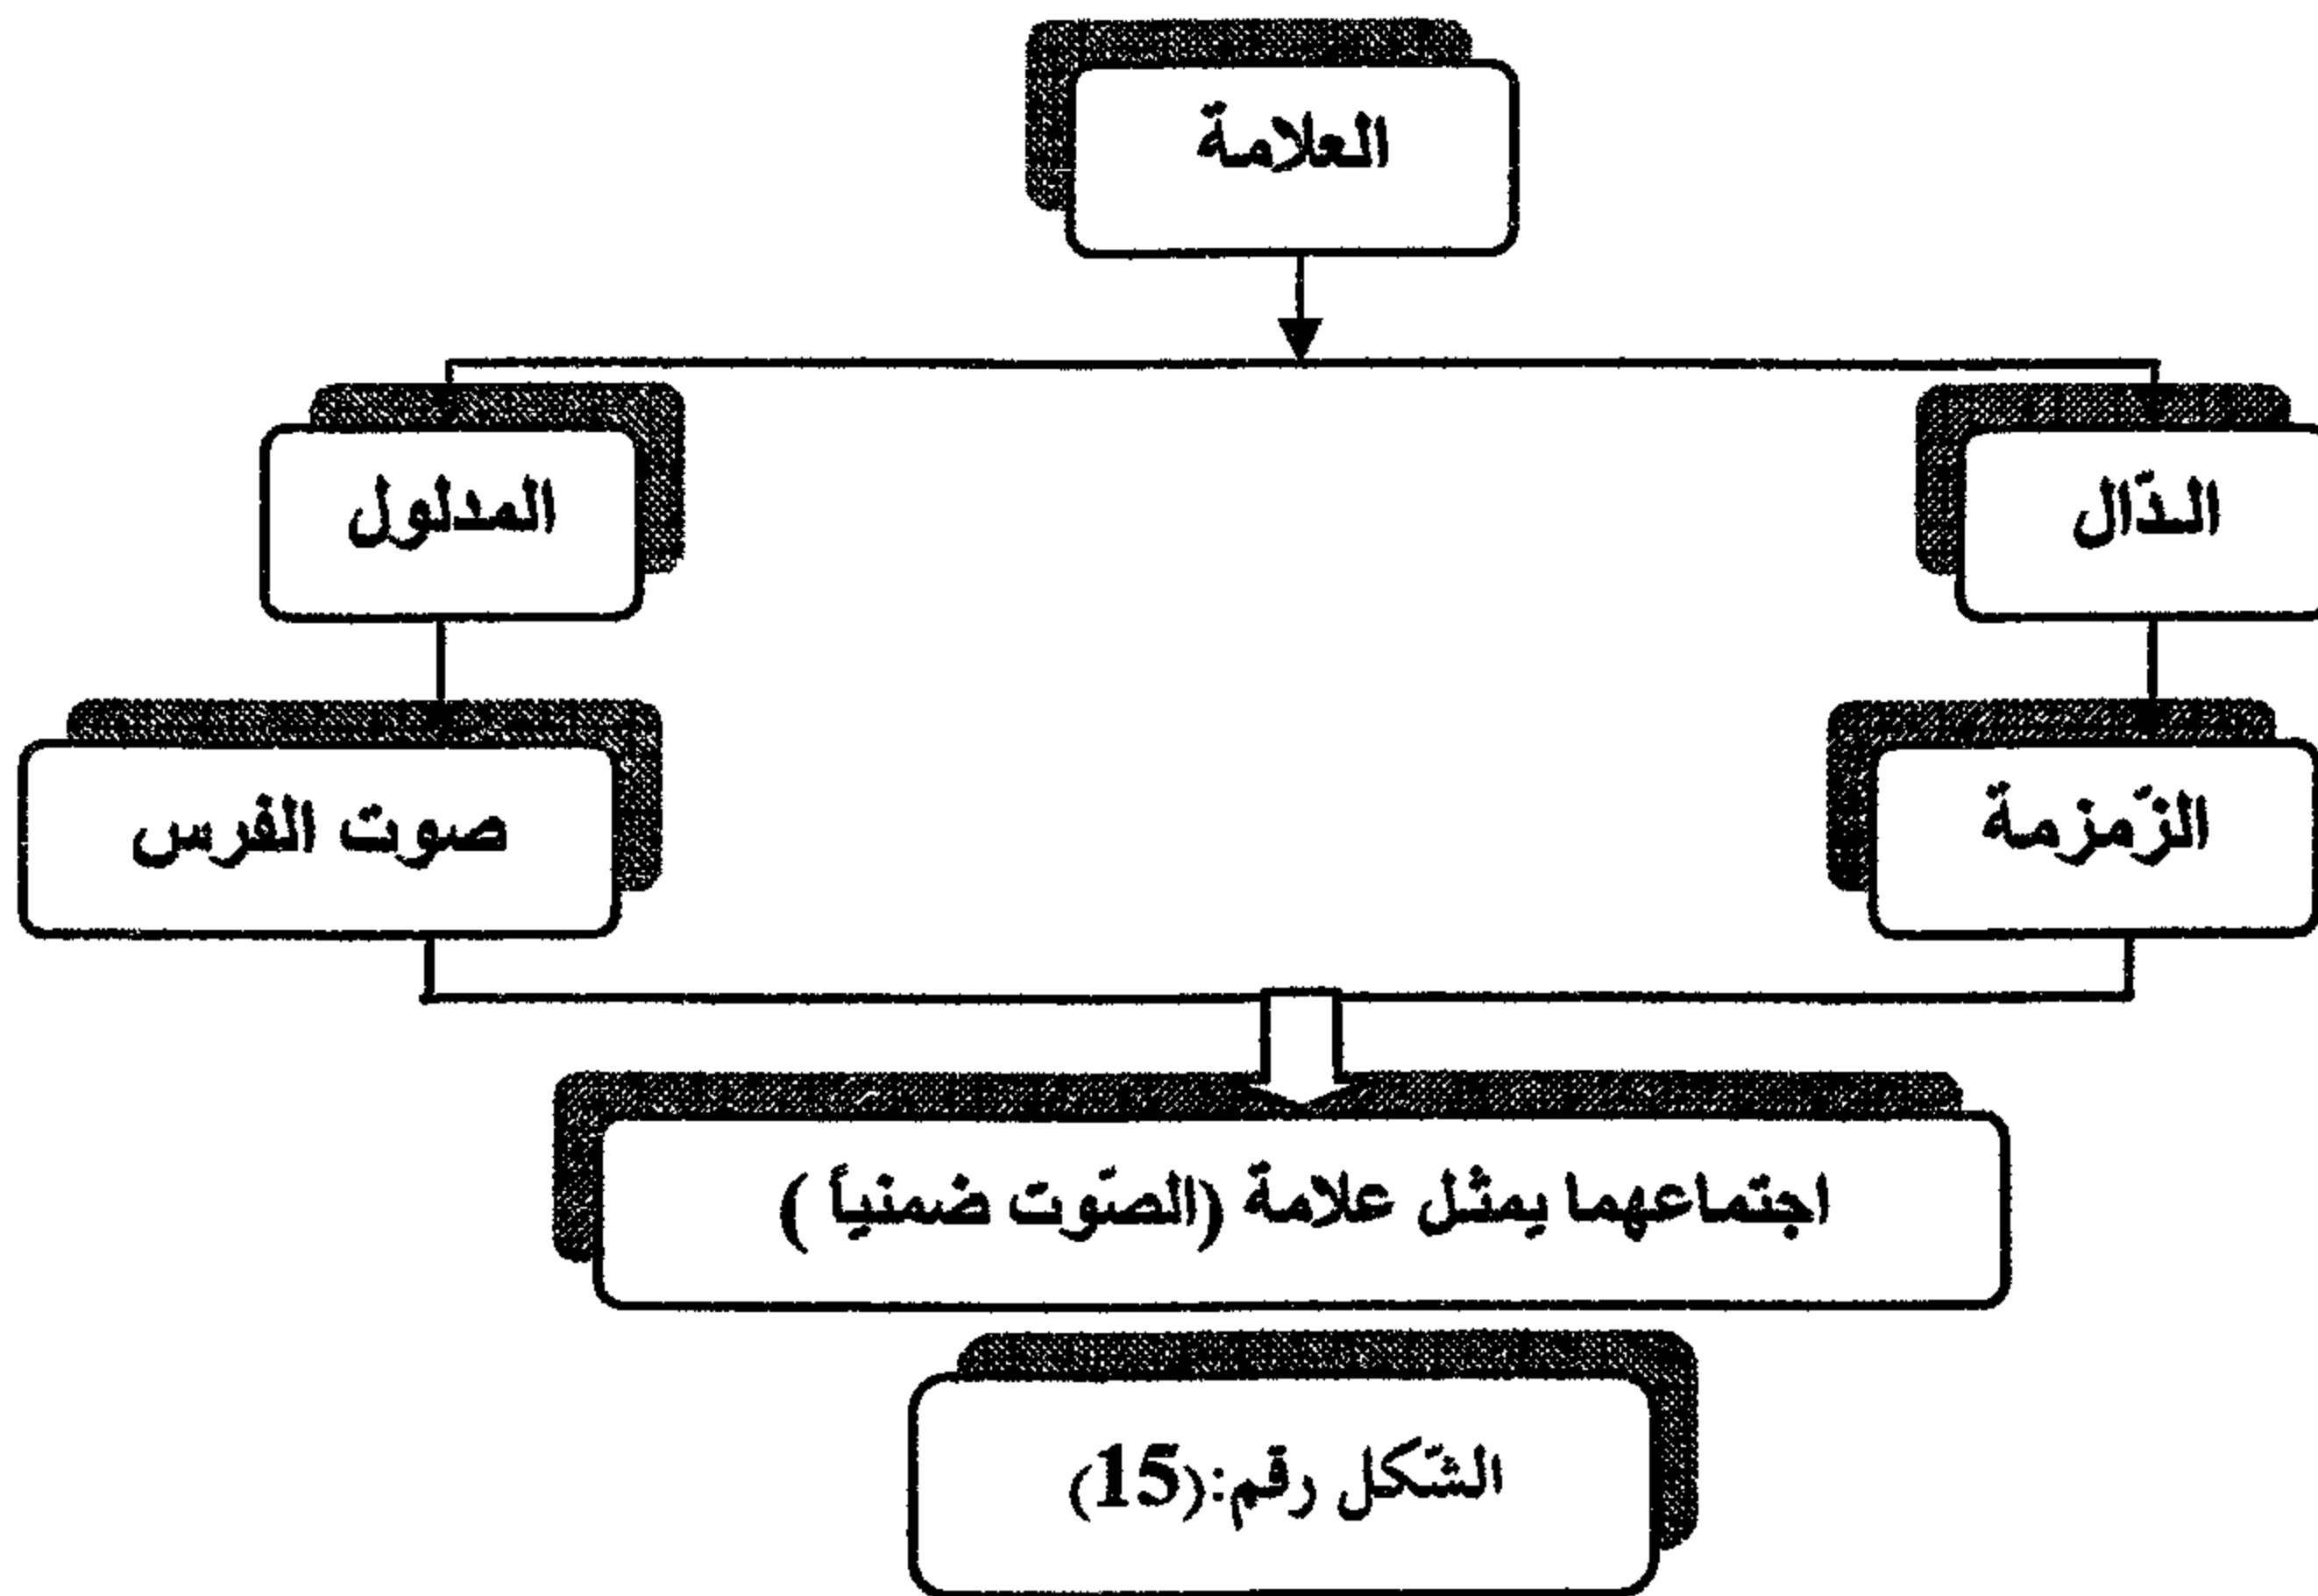 العلامة
الدّال
المدلول
الزّمزمة
صوت الفرس
اجتماعهما يمثل علامة (الصّوت ضمنياً )
الشّكل رقم:(15)